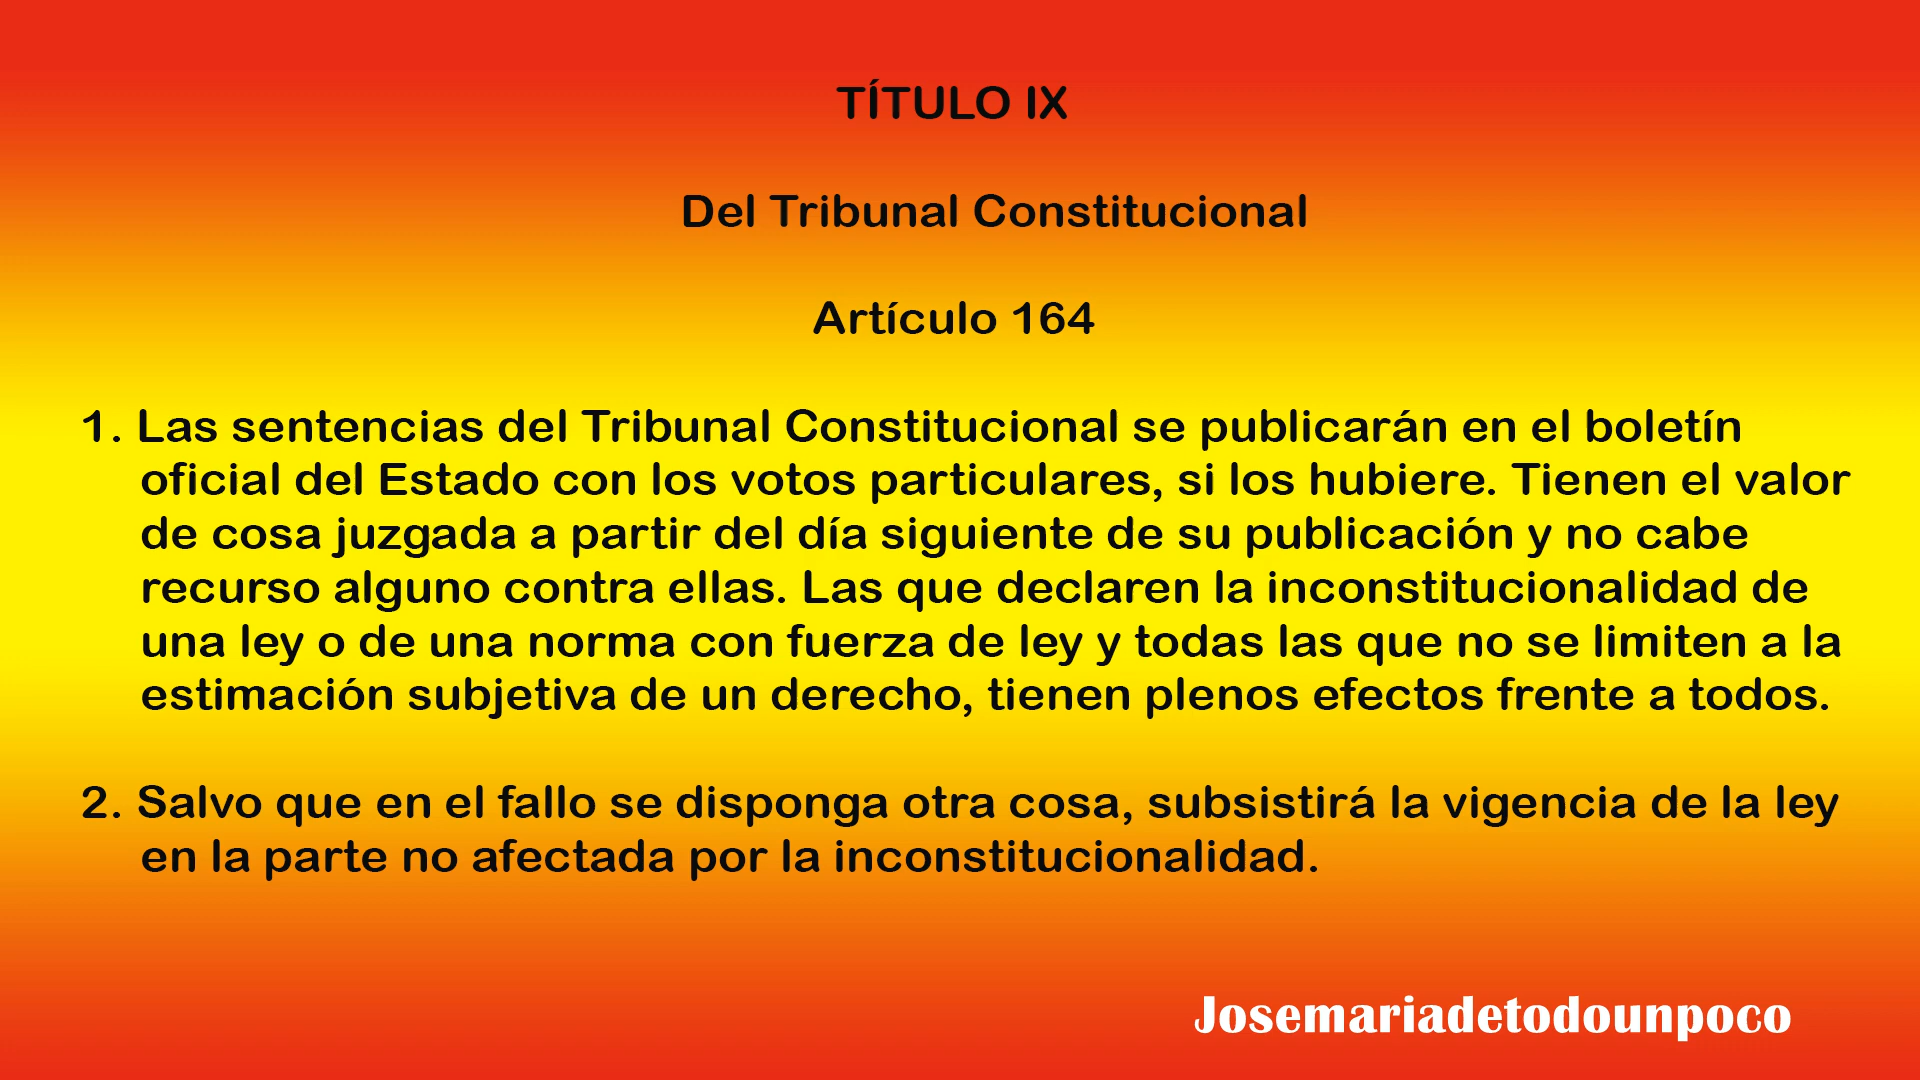 TÍTULO IX
Del Tribunal Constitucional
Artículo 164
1. Las sentencias del Tribunal Constitucional se publicarán en el boletín
oficial del Estado con los votos particulares, si los hubiere. Tienen el valor
de cosa juzgada a partir del día siguiente de su publicación y no cabe
recurso alguno contra ellas. Las que declaren la inconstitucionalidad de
una ley o de una norma con fuerza de ley y todas las que no se limiten a la
estimación subjetiva de un derecho, tienen plenos efectos frente a todos.
2. Salvo que en el fallo se disponga otra cosa, subsistirá la vigencia de la ley
en la parte no afectada por la inconstitucionalidad.
Josemariadetodounpoco